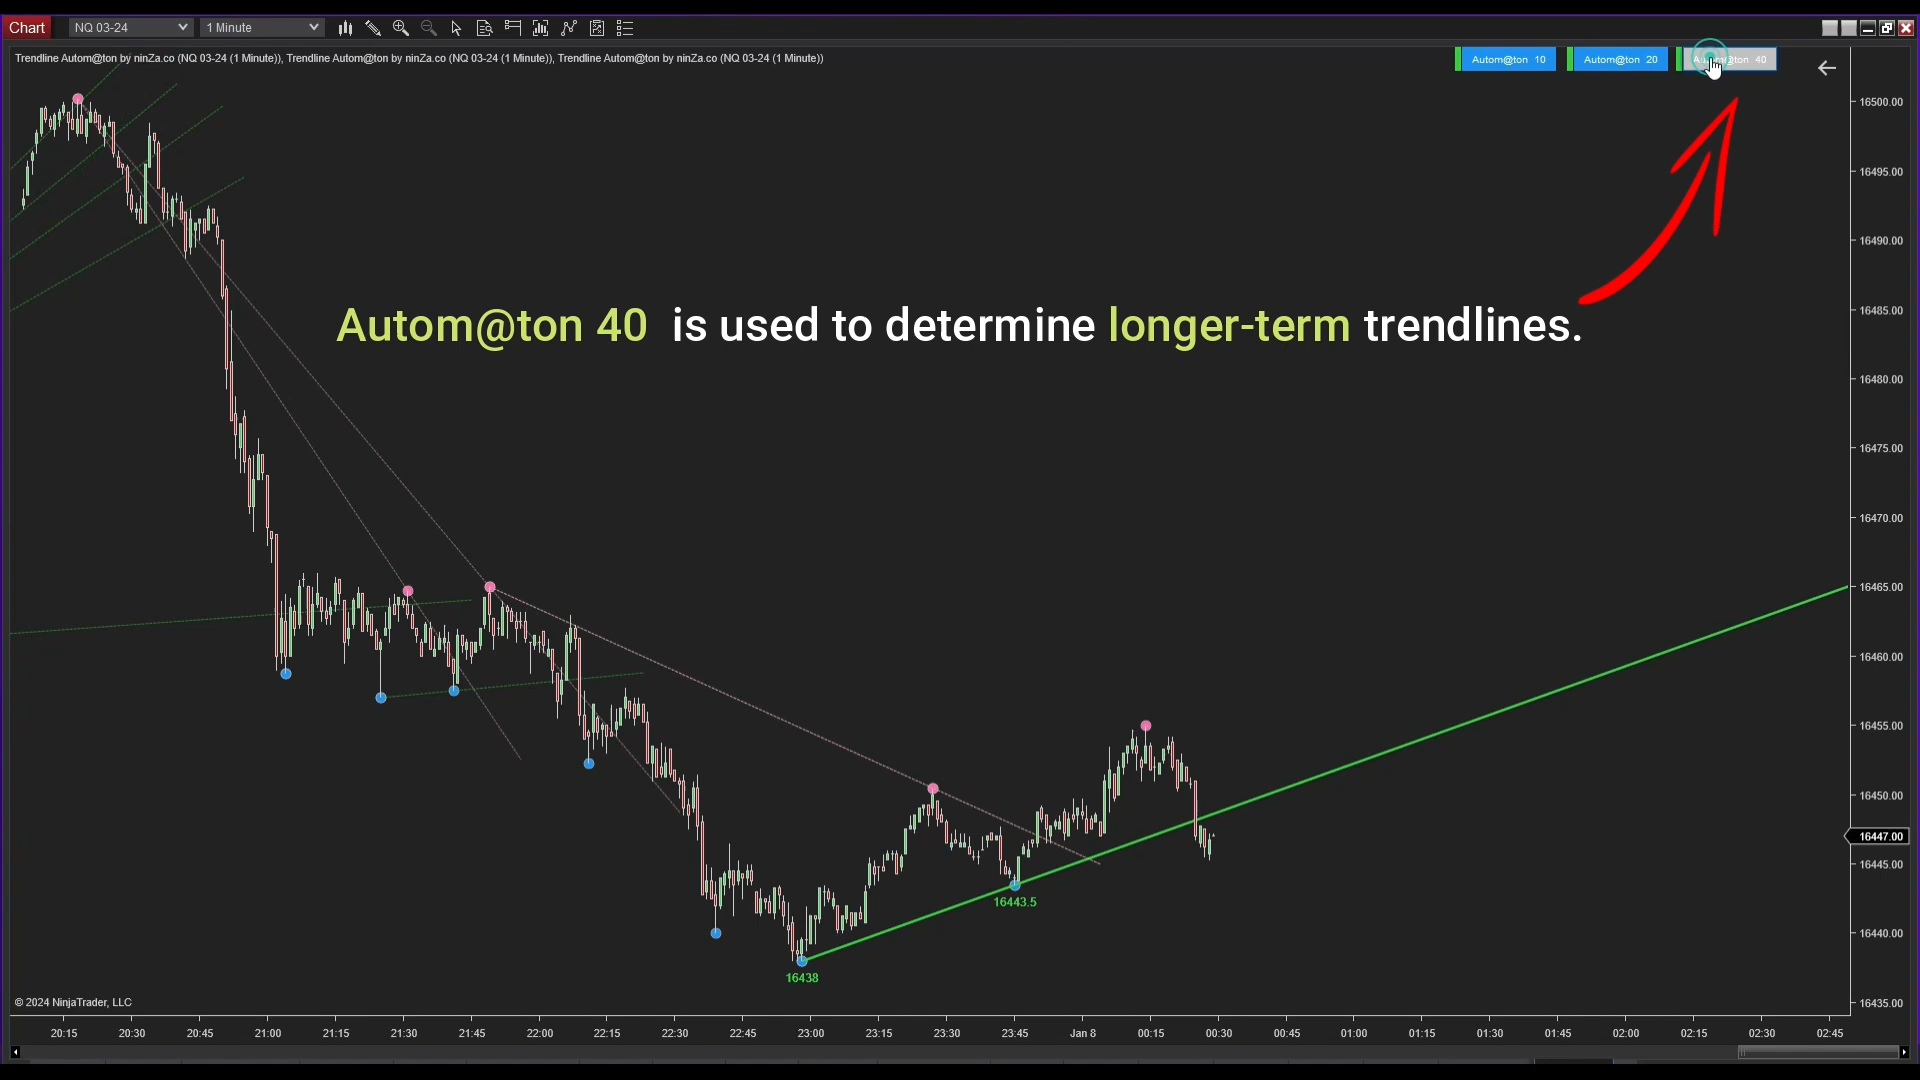 Chart NQ 03-24 1 Minute
Trendline Autom@ton by ninZa.co (NQ 03-24 (1 Minute)), Trendline Autom@ton by ninZa.co (NQ 03-24 (1 Minute)), Trendline Autom@ton by ninZa.co (NQ 03-24 (1 Minute))
Autom@ton 10 Autom@ton 20 40
16500.00
16495.00
16490.00
16485.00
Autom@ton 40 is used to determine longer-term trendlines.
16480.00
16475.00
16470.00
16465.00
16460.00
16455.00
16450.00
16447.00
16445.00
16443.5
16440.00
16438
16435.00
© 2024 NinjaTrader, LLC
20:15 20:30 20:45 21:00 21:15 21:30 21:45 22:00 22:15 22:30 22:45 23:00 23:15 23:30 23:45 Jan 8 00:15 00:30 00:45 01:00 01:15 01:30 01:45 02:00 02:15 02:30 02:45